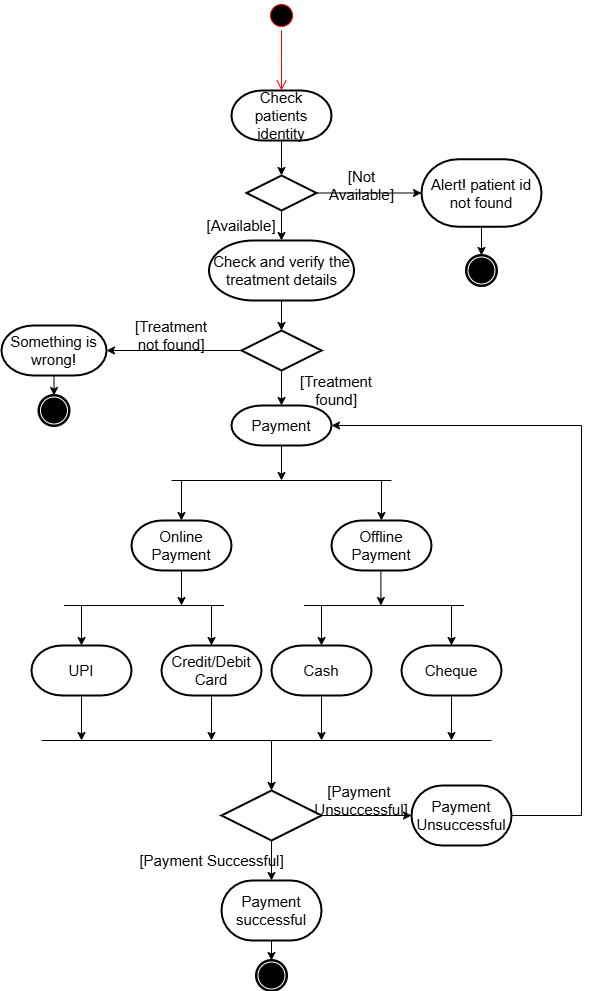 Check
patients
identity
[Not
Available]
Alert! patient id
not found
[Available]
Check and verify the
treatment details
[Treatment
not found]
Something is
wrong!
[Treatment
found]
Payment
Online
Payment
Offline
Payment
UPI
Credit/Debit
Card
Cash
Cheque
[Payment
Unsuccessful]
Payment
Unsuccessful
[Payment Successful]
Payment
successful